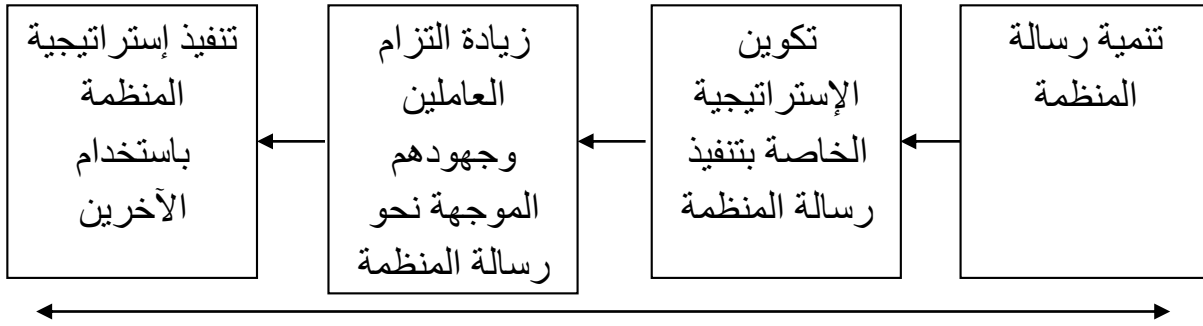 تنمية رسالة
المنظمة
تكوين
الإستراتيجية
الخاصة بتنفيذ
رسالة المنظمة
زيادة التزام
العاملين
وجهودهم
الموجهة نحو
رسالة المنظمة
تنفيذ إستراتيجية
المنظمة
باستخدام
الآخرين